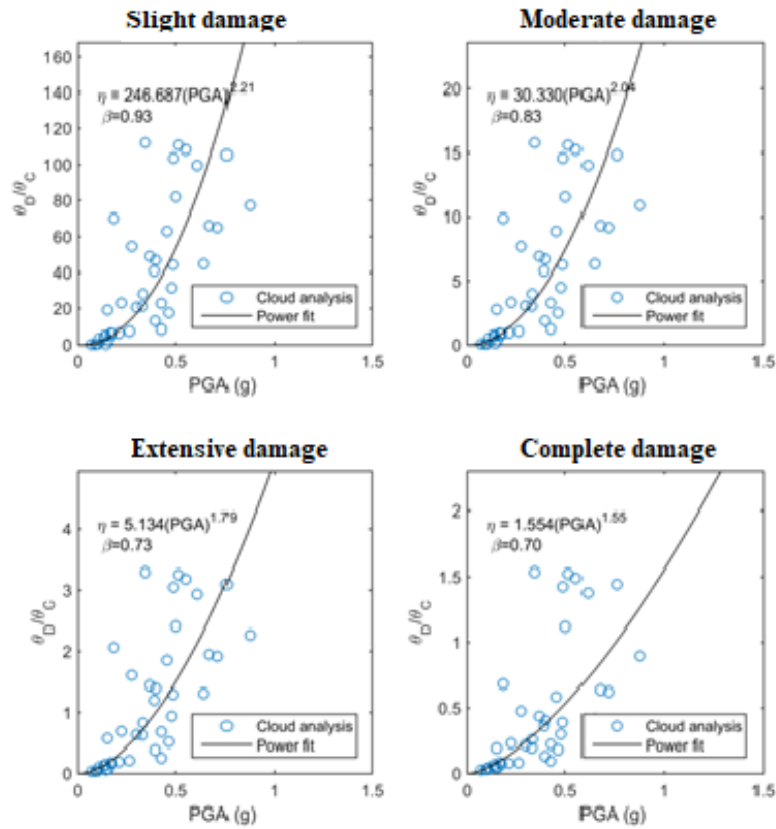 Slight damage
Moderate damage
160
140
120
100
80
60
40
20
0
θD/θC
η = 246.687(PGA)^2.21
β=0.93
Cloud analysis
Power fit
0 0.5 1 1.5
PGA (g)
20
15
10
5
0
θD/θC
η = 30.330(PGA)^2.04
β=0.83
Cloud analysis
Power fit
0 0.5 1 1.5
PGA (g)
Extensive damage
Complete damage
4
3
2
1
0
θD/θC
η = 5.134(PGA)^1.79
β=0.73
Cloud analysis
Power fit
0 0.5 1 1.5
PGA (g)
2
1.5
1
0.5
0
θD/θC
η = 1.554(PGA)^1.55
β=0.70
Cloud analysis
Power fit
0 0.5 1 1.5
PGA (g)